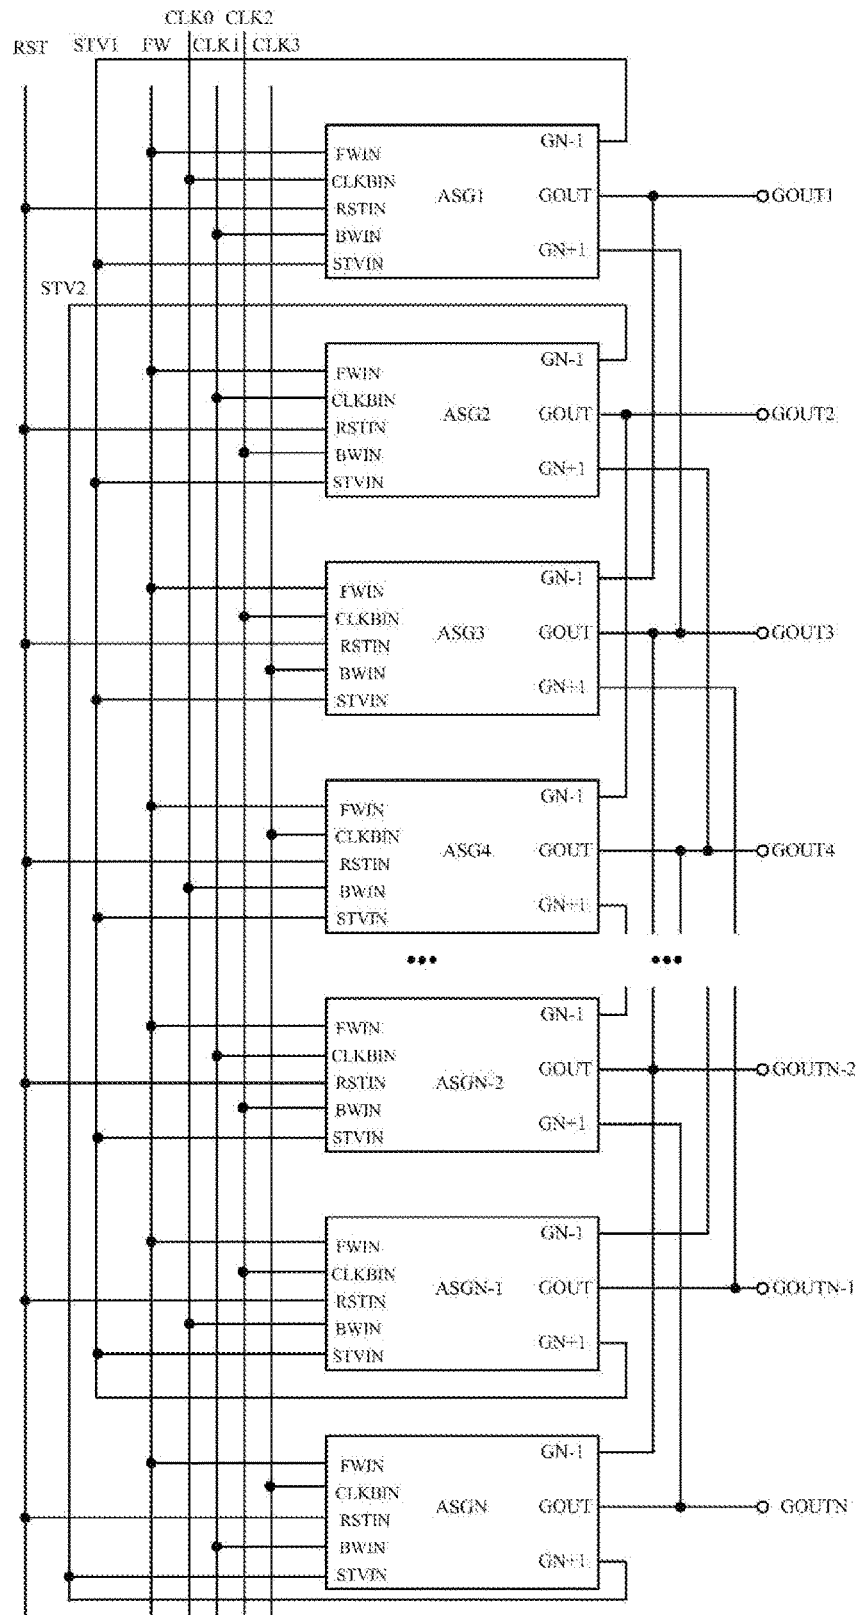 CLK0 CLK2
RST STV1 FW CLK1 CLK3
GN-1
FWIN
CLKBIN ASG1 GOUT GOUT1
RSTIN
BWIN GN+1
STVIN
STV2
GN-1
FWIN
CLKBIN ASG2 GOUT GOUT2
RSTIN
BWIN GN+1
STVIN
GN-1
FWIN
CLKBIN ASG3 GOUT GOUT3
RSTIN
BWIN GN+1
STVIN
GN-1
FWIN
CLKBIN ASG4 GOUT GOUT4
RSTIN
BWIN GN+1
STVIN
••• •••
GN-1
FWIN
CLKBIN ASGN-2 GOUT GOUTN-2
RSTIN
BWIN GN+1
STVIN
GN-1
FWIN
CLKBIN ASGN-1 GOUT GOUTN-1
RSTIN
BWIN GN+1
STVIN
GN-1
FWIN
CLKBIN ASGN GOUT GOUTN
RSTIN
BWIN GN+1
STVIN